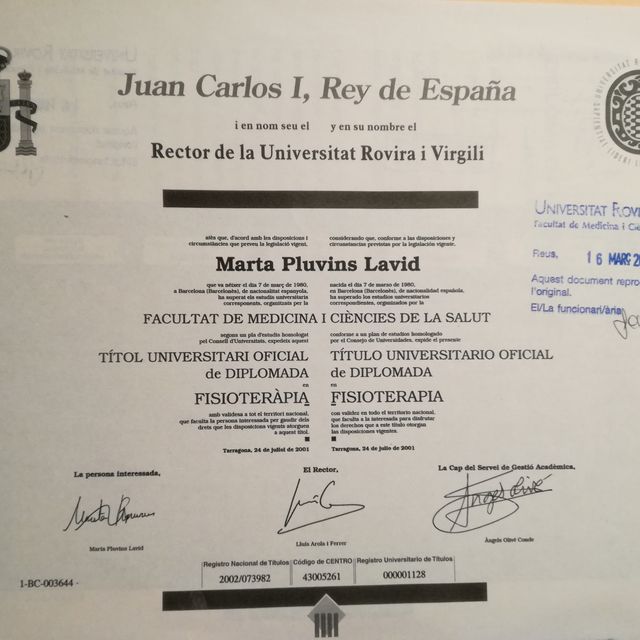 Juan Carlos I, Rey de España
i en nom seu el y en su nombre el
Rector de la Universitat Rovira i Virgili
atès que, d'acord amb les disposicions i
circumstàncies que preveu la legislació vigent,
considerando que, conforme a las disposiciones y
circunstancias previstas por la legislación vigente,
Marta Pluvins Lavid
que va néixer el dia 7 de març de 1980,
a Barcelona (Barcelonès), de nacionalitat espanyola,
ha superat els estudis universitaris
corresponents, organitzats per la
nacida el día 7 de marzo de 1980,
en Barcelona (Barcelonès), de nacionalidad española,
ha superado los estudios universitarios
correspondientes, organizados por la
FACULTAT DE MEDICINA I CIÈNCIES DE LA SALUT
segons un pla d'estudis homologat
pel Consell d'Universitats, expedeix aquest
conforme a un plan de estudios homologado
por el Consejo de Universidades, expide el presente
TÍTOL UNIVERSITARI OFICIAL
de DIPLOMADA
en
FISIOTERÀPIA
TÍTULO UNIVERSITARIO OFICIAL
de DIPLOMADA
en
FISIOTERAPIA
amb validesa a tot el territori nacional,
que faculta la persona interessada per gaudir dels
drets que les disposicions vigents atorguen
a aquest títol.
con validez en todo el territorio nacional,
que faculta a la interesada para disfrutar
los derechos que a este título otorgan
las disposiciones vigentes.
Tarragona, 24 de juliol de 2001
Tarragona, 24 de julio de 2001
La persona interessada,
Marta Pluvins Lavid
El Rector,
Lluís Arola i Ferrer
La Cap del Servei de Gestió Acadèmica,
Àngels Olivé Conde
Registro Nacional de Títulos Código de CENTRO Registro Universitario de Títulos
2002/073982 43005261 000001128
1-BC-003644
UNIVERSITAT ROVI
Facultat de Medicina i Cie
Reus, 16 MARÇ 2
Aquest document repro
l'original.
El/La funcionari/ària